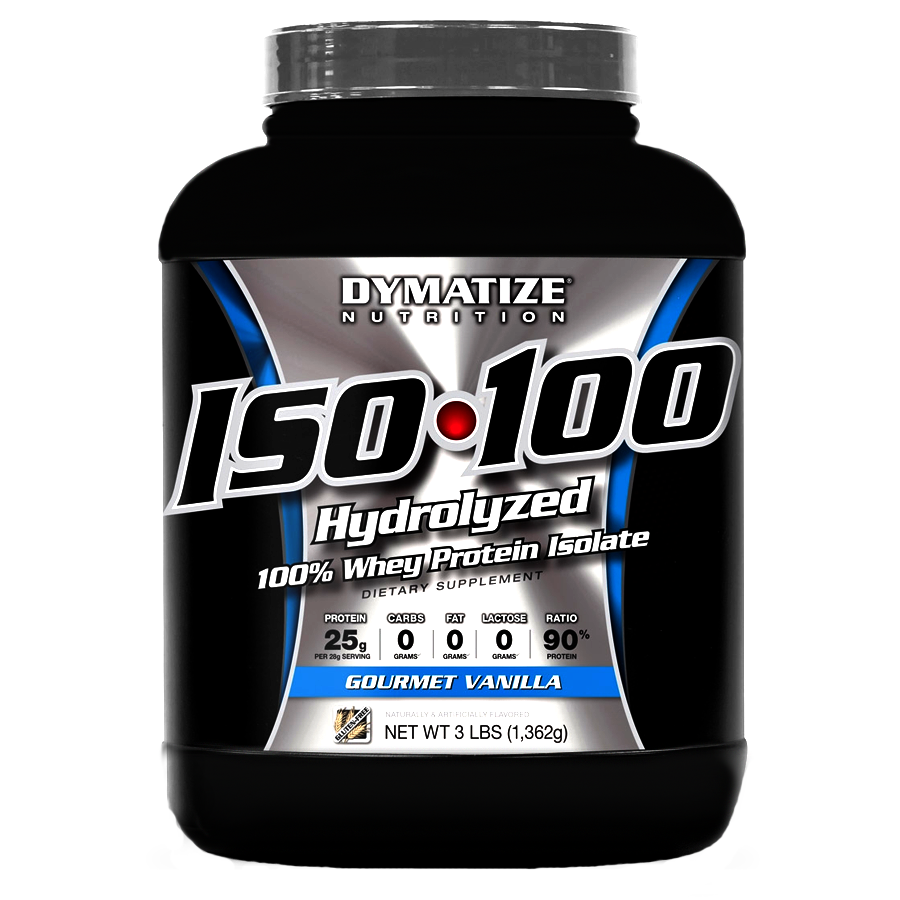 DYMATIZE®
NUTRITION
ISO•100
Hydrolyzed
100% Whey Protein Isolate
DIETARY SUPPLEMENT
PROTEIN CARBS FAT LACTOSE RATIO
25g 0 0 0 90%
PER 28g SERVING GRAMS GRAMS GRAMS PROTEIN
GOURMET VANILLA
NATURALLY & ARTIFICIALLY FLAVORED
GLUTEN-FREE
NET WT 3 LBS (1,362g)